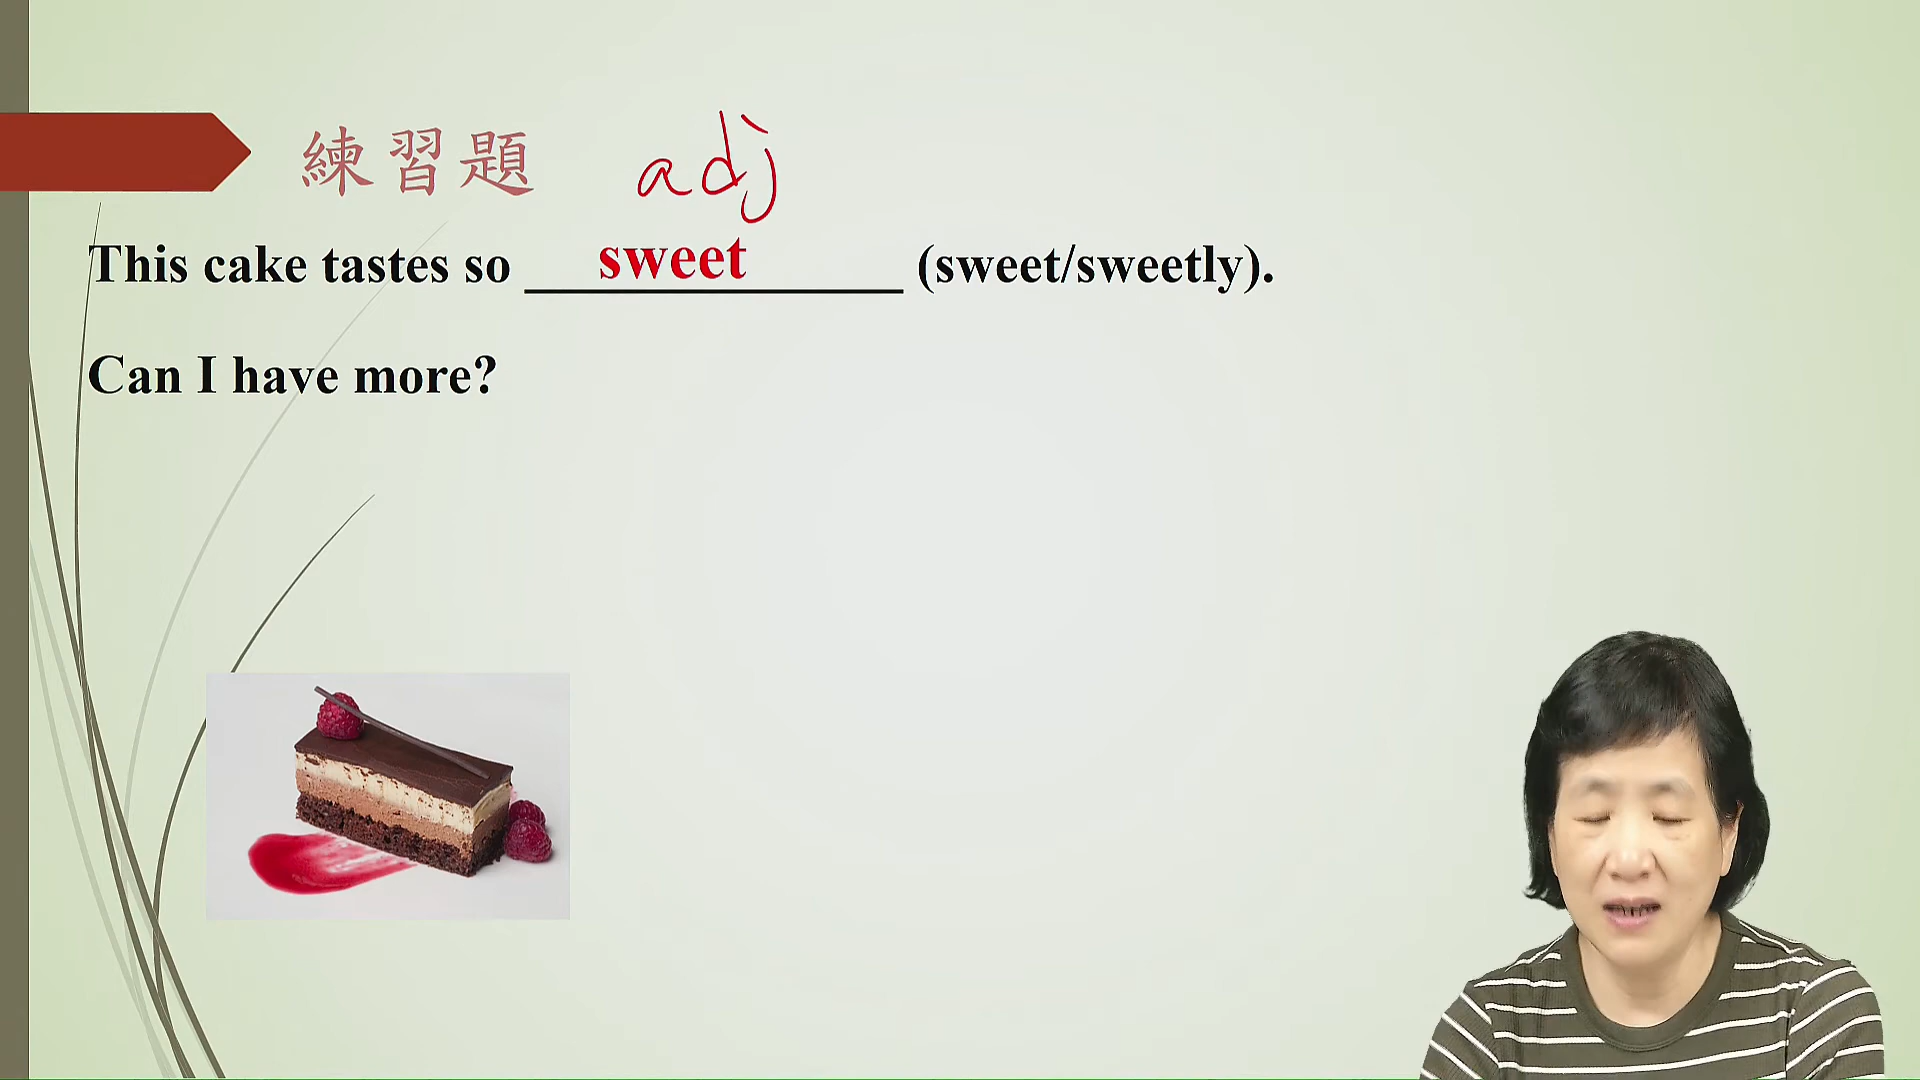 練習題 adj
This cake tastes so sweet (sweet/sweetly).
Can I have more?